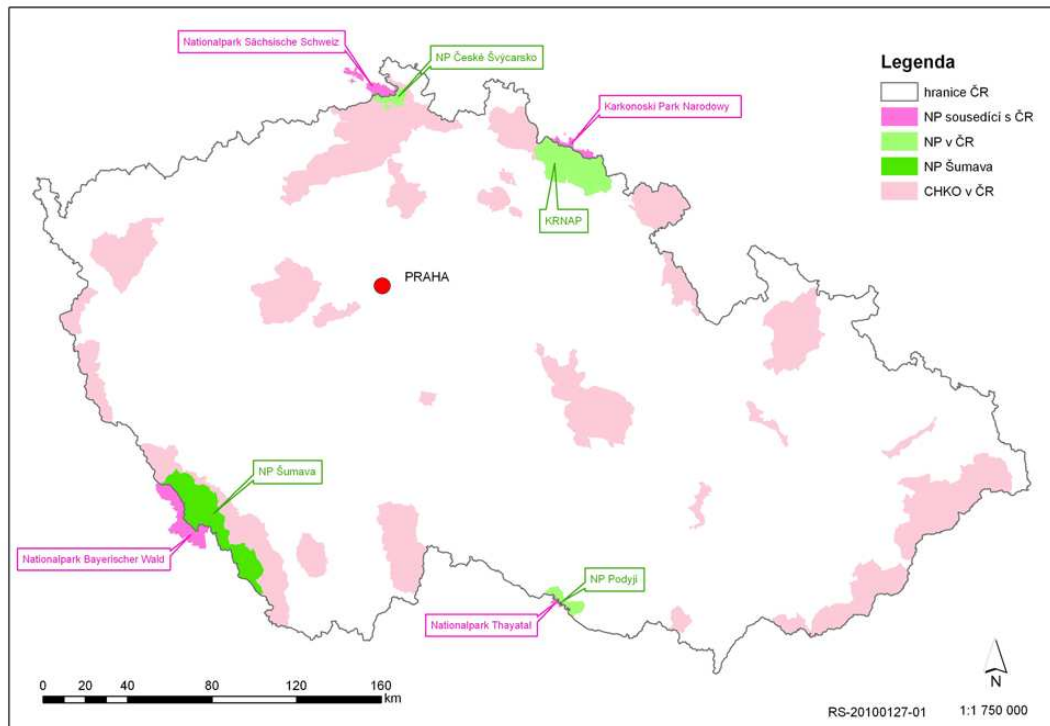 Nationalpark Sächsische Schweiz
NP České Švýcarsko
Karkonoski Park Narodowy
KRNAP
Legenda
hranice ČR
NP sousedící s ČR
NP v ČR
NP Šumava
CHKO v ČR
PRAHA
NP Šumava
Nationalpark Bayerischer Wald
NP Podyjí
Nationalpark Thayatal
0 20 40 80 120 160
km
N
RS-20100127-01 1:1 750 000